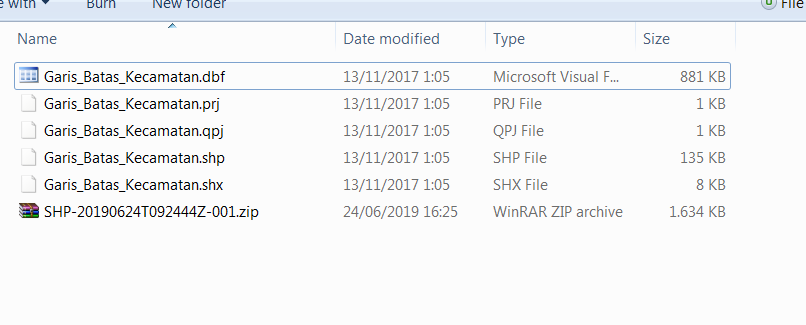 e with Burn New folder File
Name Date modified Type Size
Garis_Batas_Kecamatan.dbf 13/11/2017 1:05 Microsoft Visual F... 881 KB
Garis_Batas_Kecamatan.prj 13/11/2017 1:05 PRJ File 1 KB
Garis_Batas_Kecamatan.qpj 13/11/2017 1:05 QPJ File 1 KB
Garis_Batas_Kecamatan.shp 13/11/2017 1:05 SHP File 135 KB
Garis_Batas_Kecamatan.shx 13/11/2017 1:05 SHX File 8 KB
SHP-20190624T092444Z-001.zip 24/06/2019 16:25 WinRAR ZIP archive 1.634 KB